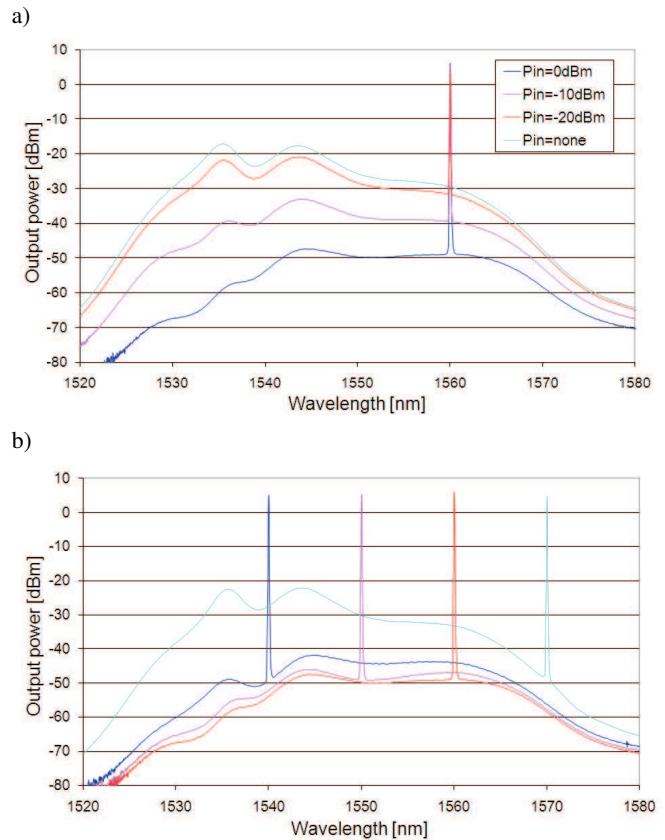 a)
10
0
-10
-20
-30
-40
-50
-60
-70
-80
Output power [dBm]
Pin=0dBm
Pin=-10dBm
Pin=-20dBm
Pin=none
1520 1530 1540 1550 1560 1570 1580
Wavelength [nm]
b)
10
0
-10
-20
-30
-40
-50
-60
-70
-80
Output power [dBm]
1520 1530 1540 1550 1560 1570 1580
Wavelength [nm]